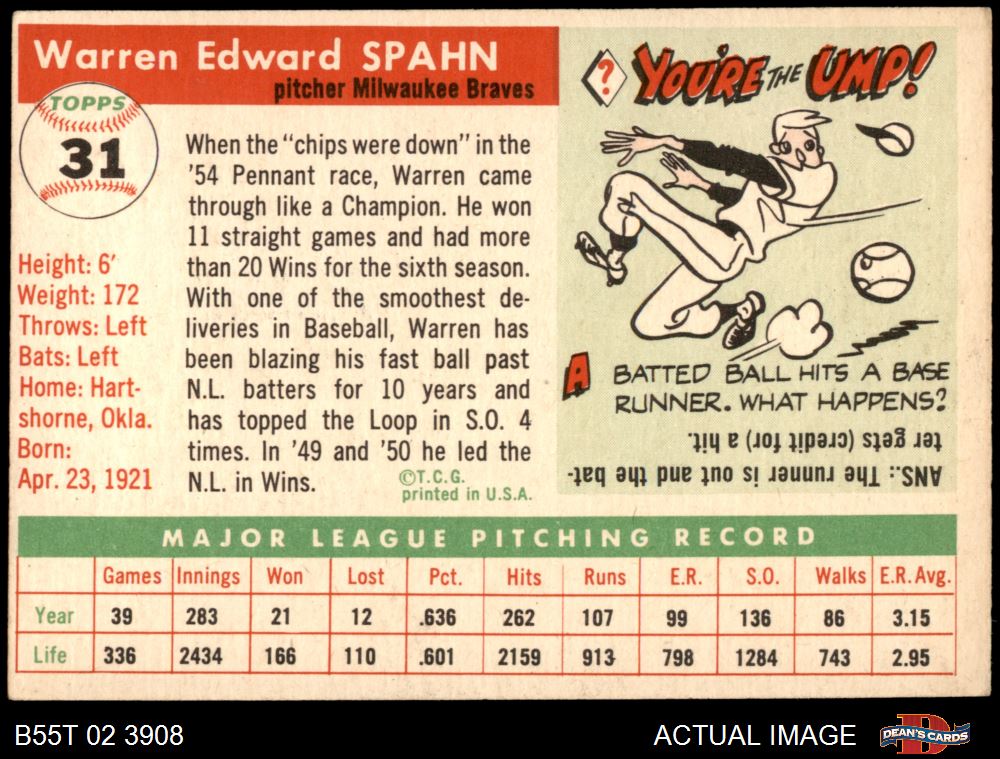 Warren Edward SPAHN
pitcher Milwaukee Braves
TOPPS
31
Height: 6'
Weight: 172
Throws: Left
Bats: Left
Home: Hart-
shorne, Okla.
Born:
Apr. 23, 1921
When the "chips were down" in the
'54 Pennant race, Warren came
through like a Champion. He won
11 straight games and had more
than 20 Wins for the sixth season.
With one of the smoothest de-
liveries in Baseball, Warren has
been blazing his fast ball past
N.L. batters for 10 years and
has topped the Loop in S.O. 4
times. In '49 and '50 he led the
N.L. in Wins.
©T.C.G.
printed in U.S.A.
? YOU'RE THE UMP!
A BATTED BALL HITS A BASE
RUNNER. WHAT HAPPENS?
ANS.: The runner is out and the bat-
ter gets (credit for) a hit.
MAJOR LEAGUE PITCHING RECORD
Games Innings Won Lost Pct. Hits Runs E.R. S.O. Walks E.R. Avg.
Year 39 283 21 12 .636 262 107 99 136 86 3.15
Life 336 2434 166 110 .601 2159 913 798 1284 743 2.95
B55T 02 3908
ACTUAL IMAGE
D
DEAN'S CARDS